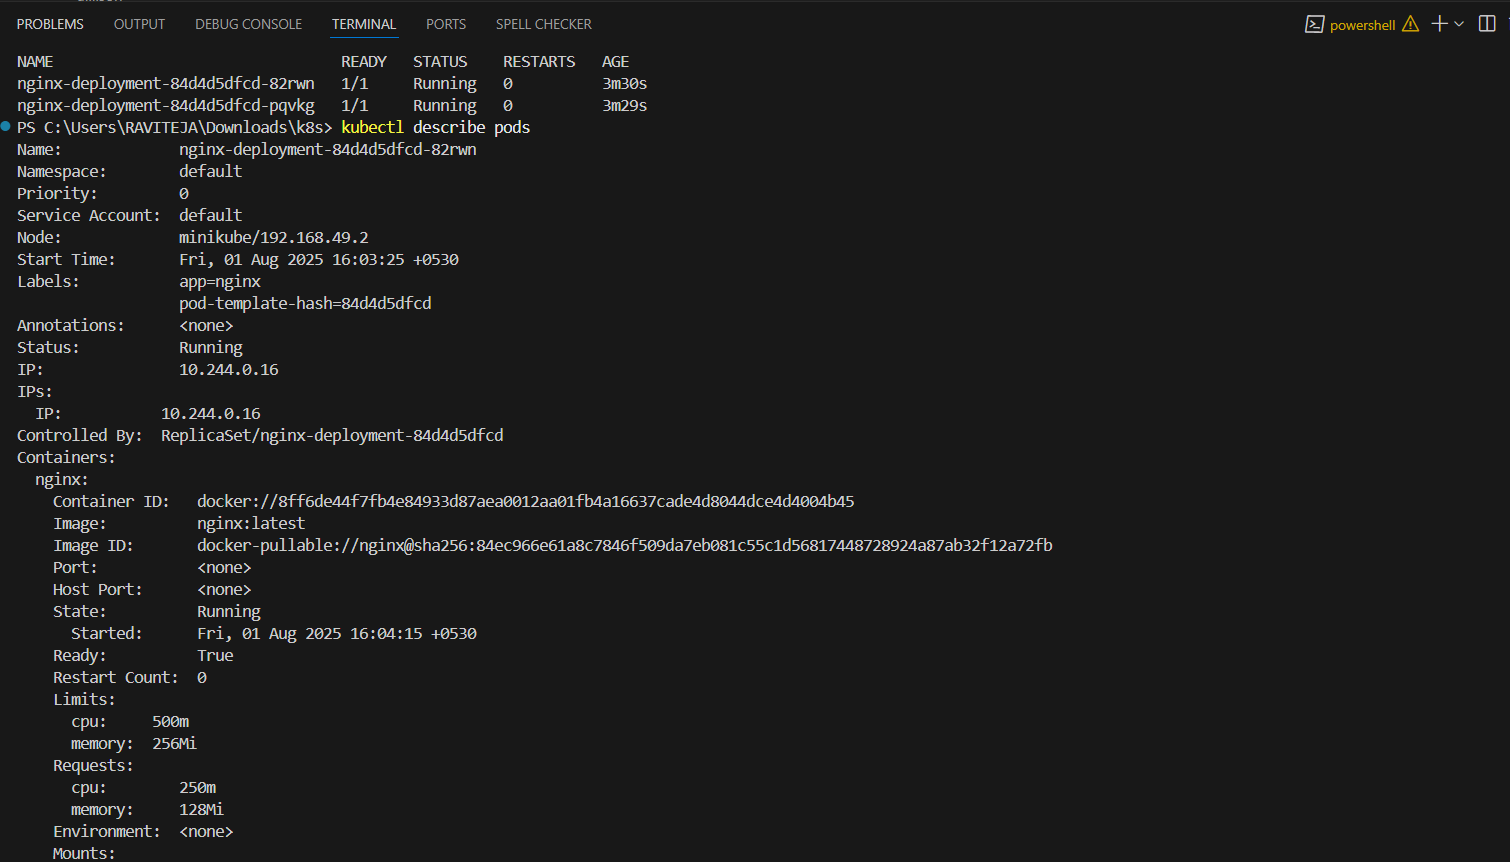 PROBLEMS OUTPUT DEBUG CONSOLE TERMINAL PORTS SPELL CHECKER powershell
NAME READY STATUS RESTARTS AGE
nginx-deployment-84d4d5dfcd-82rwn 1/1 Running 0 3m30s
nginx-deployment-84d4d5dfcd-pqvkg 1/1 Running 0 3m29s
PS C:\Users\RAVITEJA\Downloads\k8s> kubectl describe pods
Name: nginx-deployment-84d4d5dfcd-82rwn
Namespace: default
Priority: 0
Service Account: default
Node: minikube/192.168.49.2
Start Time: Fri, 01 Aug 2025 16:03:25 +0530
Labels: app=nginx
pod-template-hash=84d4d5dfcd
Annotations: <none>
Status: Running
IP: 10.244.0.16
IPs:
IP: 10.244.0.16
Controlled By: ReplicaSet/nginx-deployment-84d4d5dfcd
Containers:
nginx:
Container ID: docker://8ff6de44f7fb4e84933d87aea0012aa01fb4a16637cade4d8044dce4d4004b45
Image: nginx:latest
Image ID: docker-pullable://nginx@sha256:84ec966e61a8c7846f509da7eb081c55c1d56817448728924a87ab32f12a72fb
Port: <none>
Host Port: <none>
State: Running
Started: Fri, 01 Aug 2025 16:04:15 +0530
Ready: True
Restart Count: 0
Limits:
cpu: 500m
memory: 256Mi
Requests:
cpu: 250m
memory: 128Mi
Environment: <none>
Mounts: